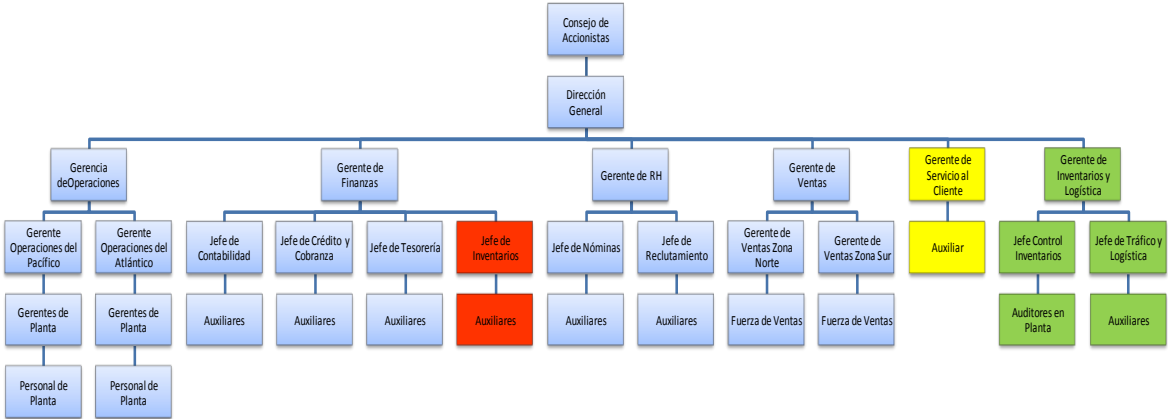 Consejo de
Accionistas
Dirección
General
Gerencia
deOperaciones
Gerente de
Finanzas
Gerente de RH
Gerente de
Ventas
Gerente de
Servicio al
Cliente
Gerente de
Inventarios y
Logística
Gerente
Operaciones del
Pacífico
Gerente
Operaciones del
Atlántico
Jefe de
Contabilidad
Jefe de Crédito y
Cobranza
Jefe de Tesorería
Jefe de
Inventarios
Jefe de Nóminas
Jefe de
Reclutamiento
Gerente de
Ventas Zona
Norte
Gerente de
Ventas Zona Sur
Auxiliar
Jefe Control
Inventarios
Jefe de Tráfico y
Logística
Gerentes de
Planta
Gerentes de
Planta
Auxiliares
Auxiliares
Auxiliares
Auxiliares
Auxiliares
Auxiliares
Fuerza de Ventas
Fuerza de Ventas
Auditores en
Planta
Auxiliares
Personal de
Planta
Personal de
Planta